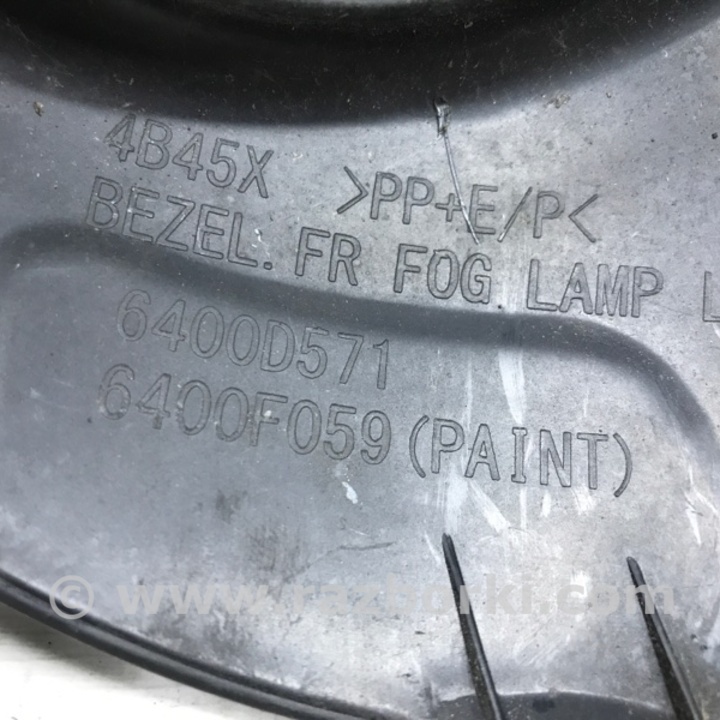 4B45X >PP+E/P<
BEZEL. FR FOG LAMP L
6400D571
6400F059(PAINT)
© www.razborki.com